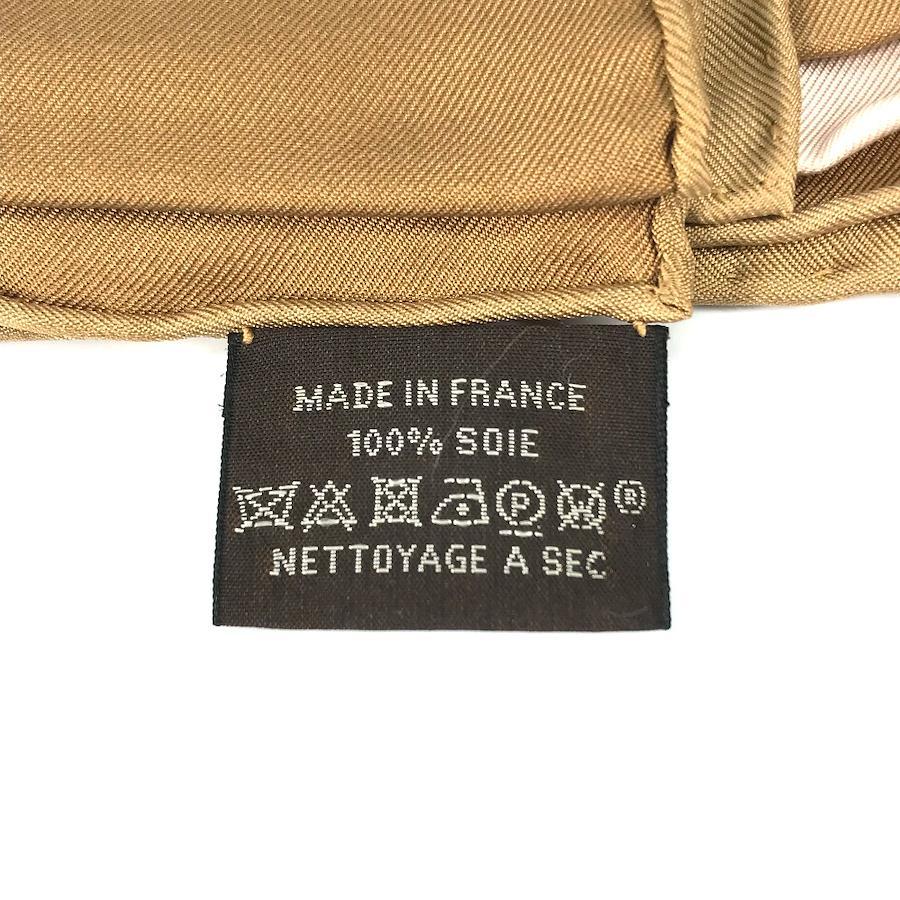 MADE IN FRANCE
100% SOIE
P W ®
NETTOYAGE A SEC